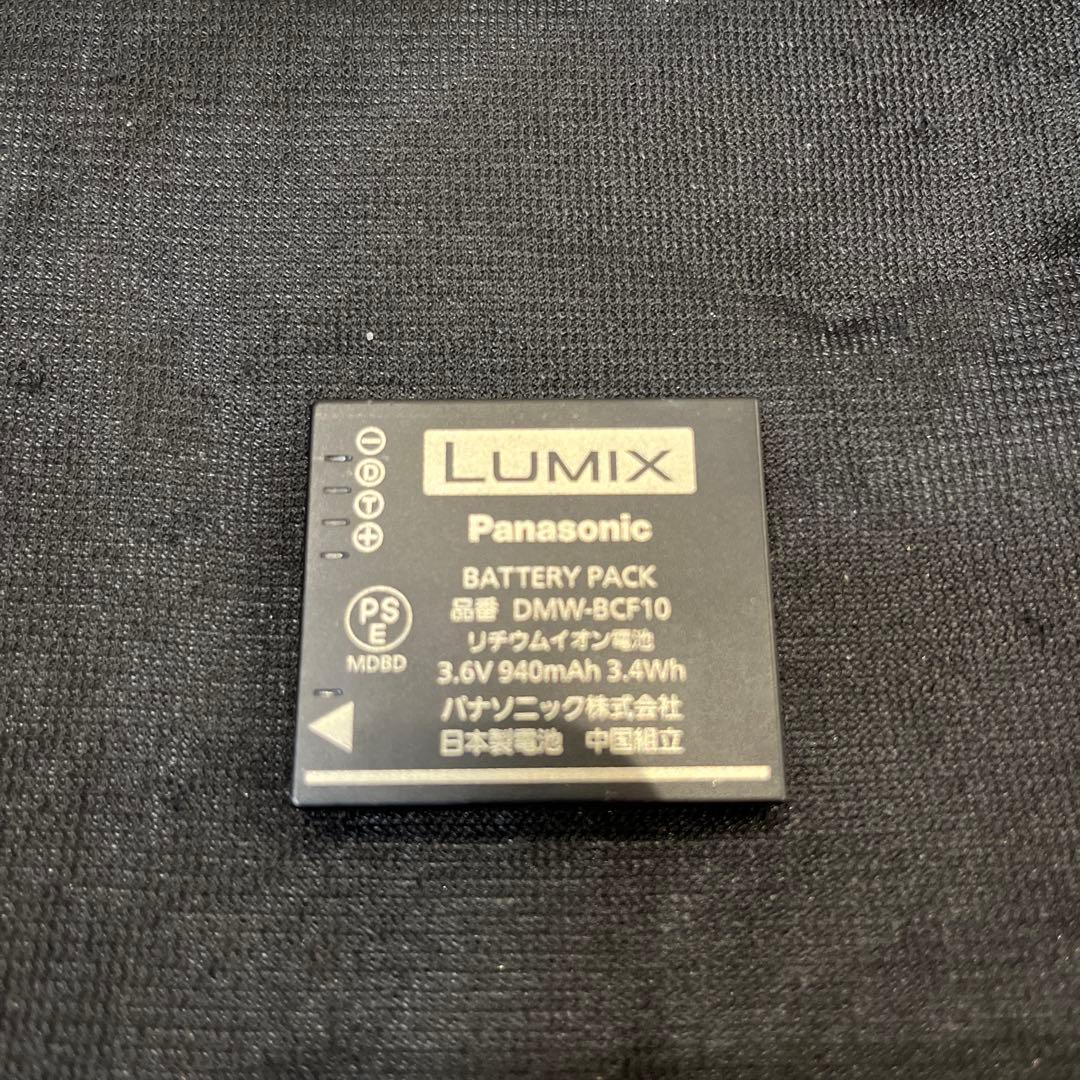 LUMIX
Panasonic
BATTERY PACK
品番 DMW-BCF10
リチウムイオン電池
3.6V 940mAh 3.4Wh
パナソニック株式会社
日本製電池 中国組立
D
T
PS
E
MDBD